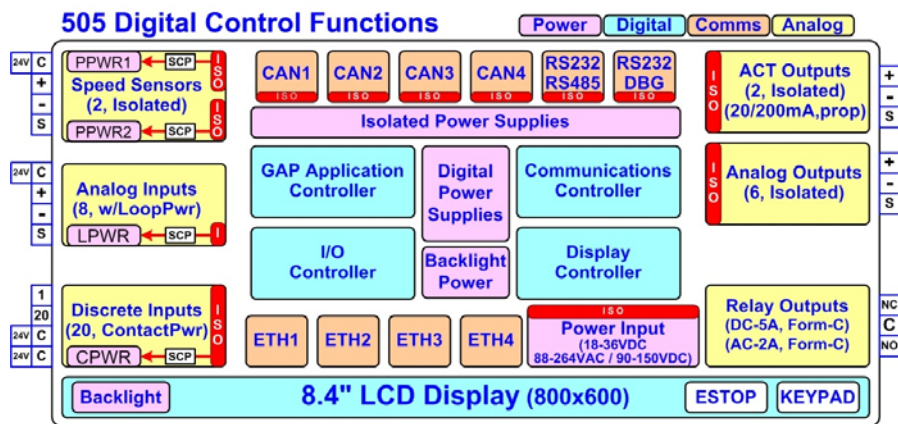 505 Digital Control Functions
Power
Digital
Comms
Analog
24V C
+
-
S
PPWR1
SCP
ISO
Speed Sensors
(2, Isolated)
PPWR2
SCP
ISO
CAN1
ISO
CAN2
ISO
CAN3
ISO
CAN4
ISO
RS232
RS485
ISO
RS232
DBG
ISO
Isolated Power Supplies
ISO
ACT Outputs
(2, Isolated)
(20/200mA,prop)
+
-
S
24V C
+
-
S
Analog Inputs
(8, w/LoopPwr)
LPWR
SCP
I
GAP Application
Controller
Digital
Power
Supplies
Communications
Controller
ISO
Analog Outputs
(6, Isolated)
+
-
S
I/O
Controller
Backlight
Power
Display
Controller
1
20
24V C
24V C
Discrete Inputs
(20, ContactPwr)
CPWR
SCP
ISO
ETH1
ETH2
ETH3
ETH4
ISO
Power Input
(18-36VDC
88-264VAC / 90-150VDC)
Relay Outputs
(DC-5A, Form-C)
(AC-2A, Form-C)
NC
C
NO
Backlight
8.4" LCD Display (800x600)
ESTOP
KEYPAD